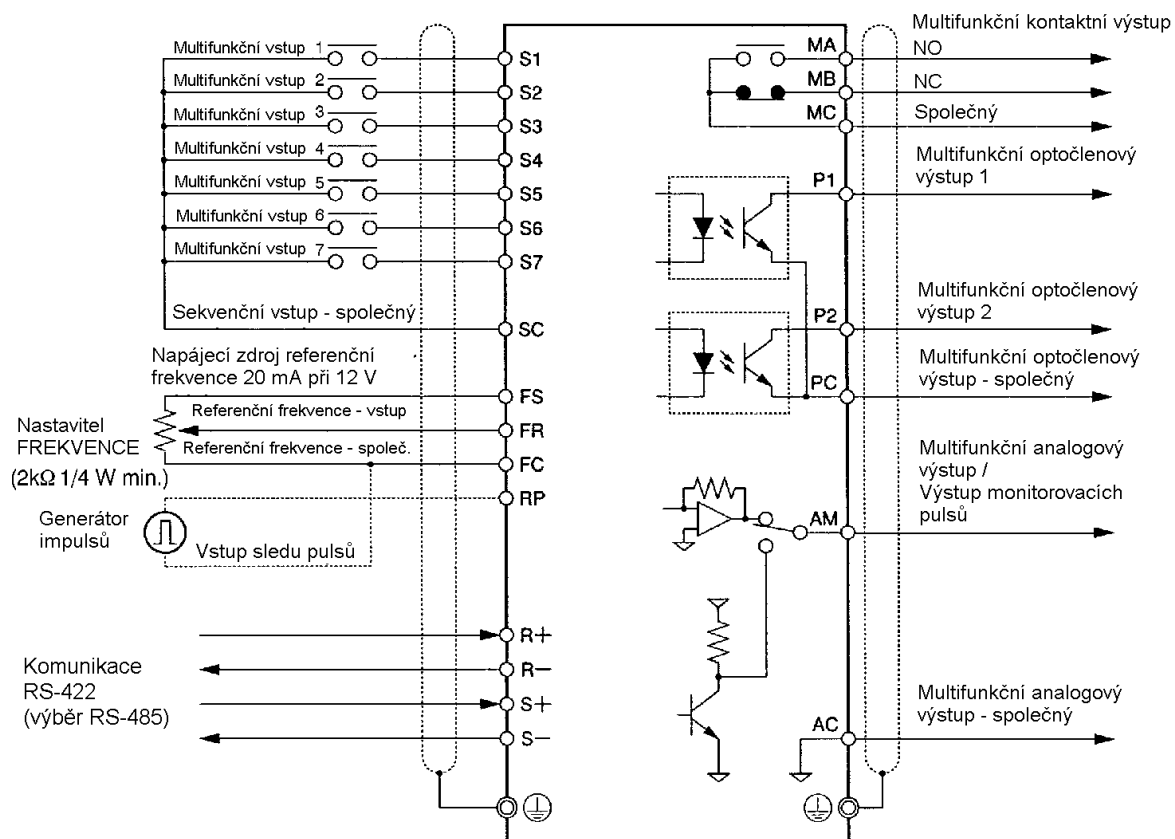 Multifunkční vstup 1
S1
Multifunkční vstup 2
S2
Multifunkční vstup 3
S3
Multifunkční vstup 4
S4
Multifunkční vstup 5
S5
Multifunkční vstup 6
S6
Multifunkční vstup 7
S7
Sekvenční vstup - společný
SC
Napájecí zdroj referenční
frekvence 20 mA při 12 V
FS
Nastavitel
FREKVENCE
(2kΩ 1/4 W min.)
Referenční frekvence - vstup
FR
Referenční frekvence - společ.
FC
RP
Generátor
impulsů
Vstup sledu pulsů
Komunikace
RS-422
(výběr RS-485)
R+
R−
S+
S−
Multifunkční kontaktní výstup
MA
NO
MB
NC
MC
Společný
Multifunkční optočlenový
výstup 1
P1
Multifunkční optočlenový
výstup 2
P2
Multifunkční optočlenový
výstup - společný
PC
Multifunkční analogový
výstup /
Výstup monitorovacích
pulsů
AM
Multifunkční analogový
výstup - společný
AC